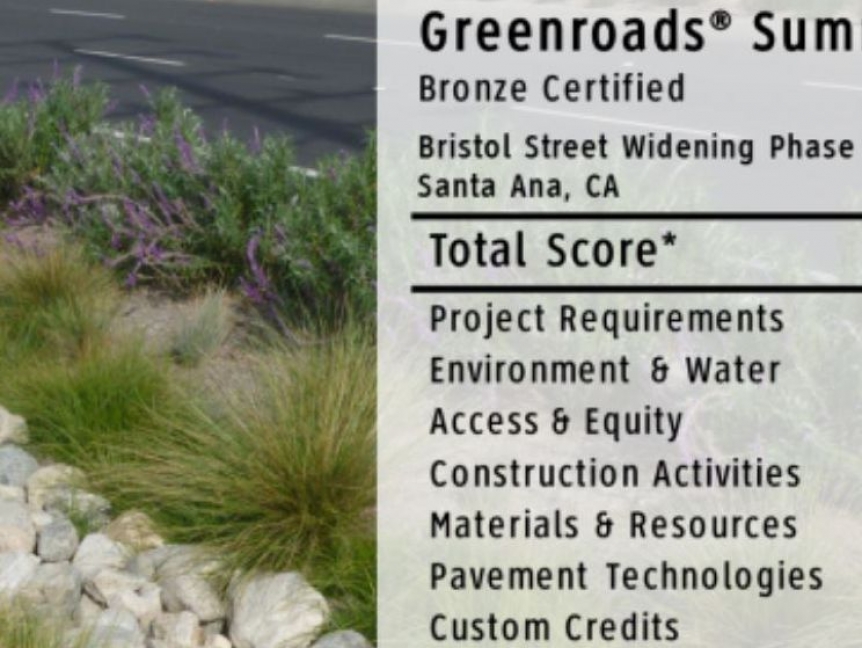 Greenroads® Sum
Bronze Certified
Bristol Street Widening Phase
Santa Ana, CA
Total Score*
Project Requirements
Environment & Water
Access & Equity
Construction Activities
Materials & Resources
Pavement Technologies
Custom Credits